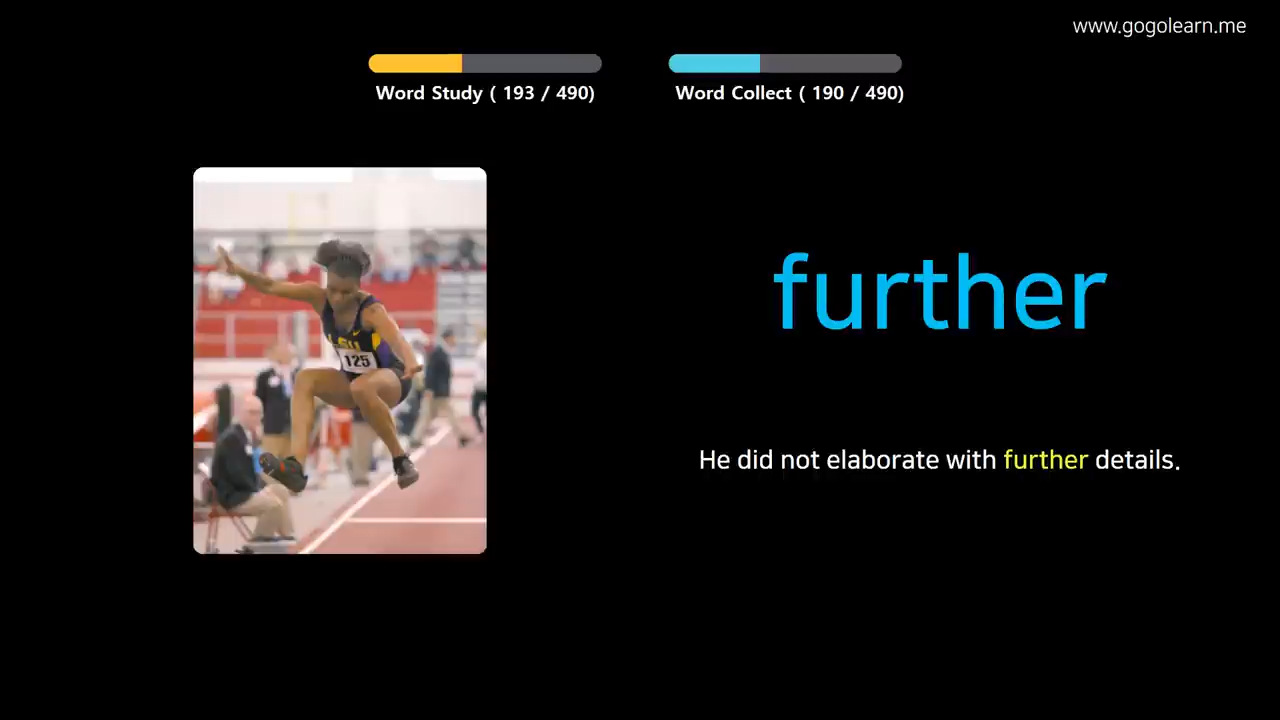 www.gogolearn.me
Word Study ( 193 / 490)
Word Collect ( 190 / 490)
LSU
125
further
He did not elaborate with further details.